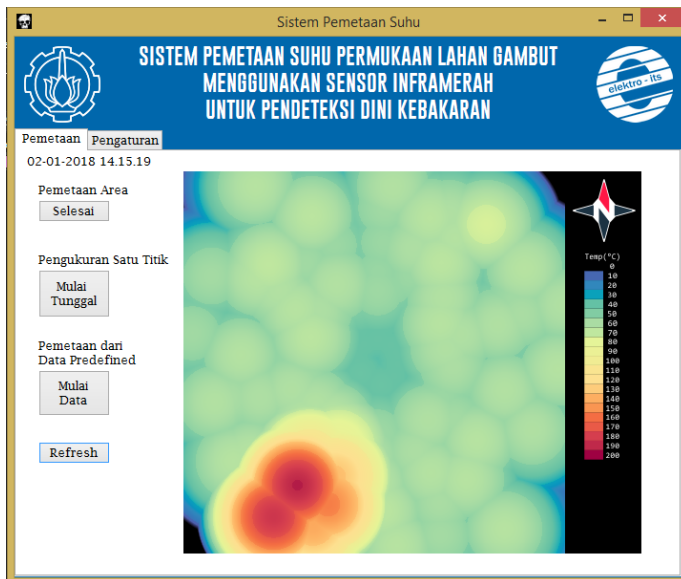 Sistem Pemetaan Suhu
SISTEM PEMETAAN SUHU PERMUKAAN LAHAN GAMBUT
MENGGUNAKAN SENSOR INFRAMERAH
UNTUK PENDETEKSI DINI KEBAKARAN
elektro - its
Pemetaan Pengaturan
02-01-2018 14.15.19
Pemetaan Area
Selesai
Pengukuran Satu Titik
Mulai
Tunggal
Pemetaan dari
Data Predefined
Mulai
Data
Refresh
N
Temp(°C)
0
10
20
30
40
50
60
70
80
90
100
110
120
130
140
150
160
170
180
190
200